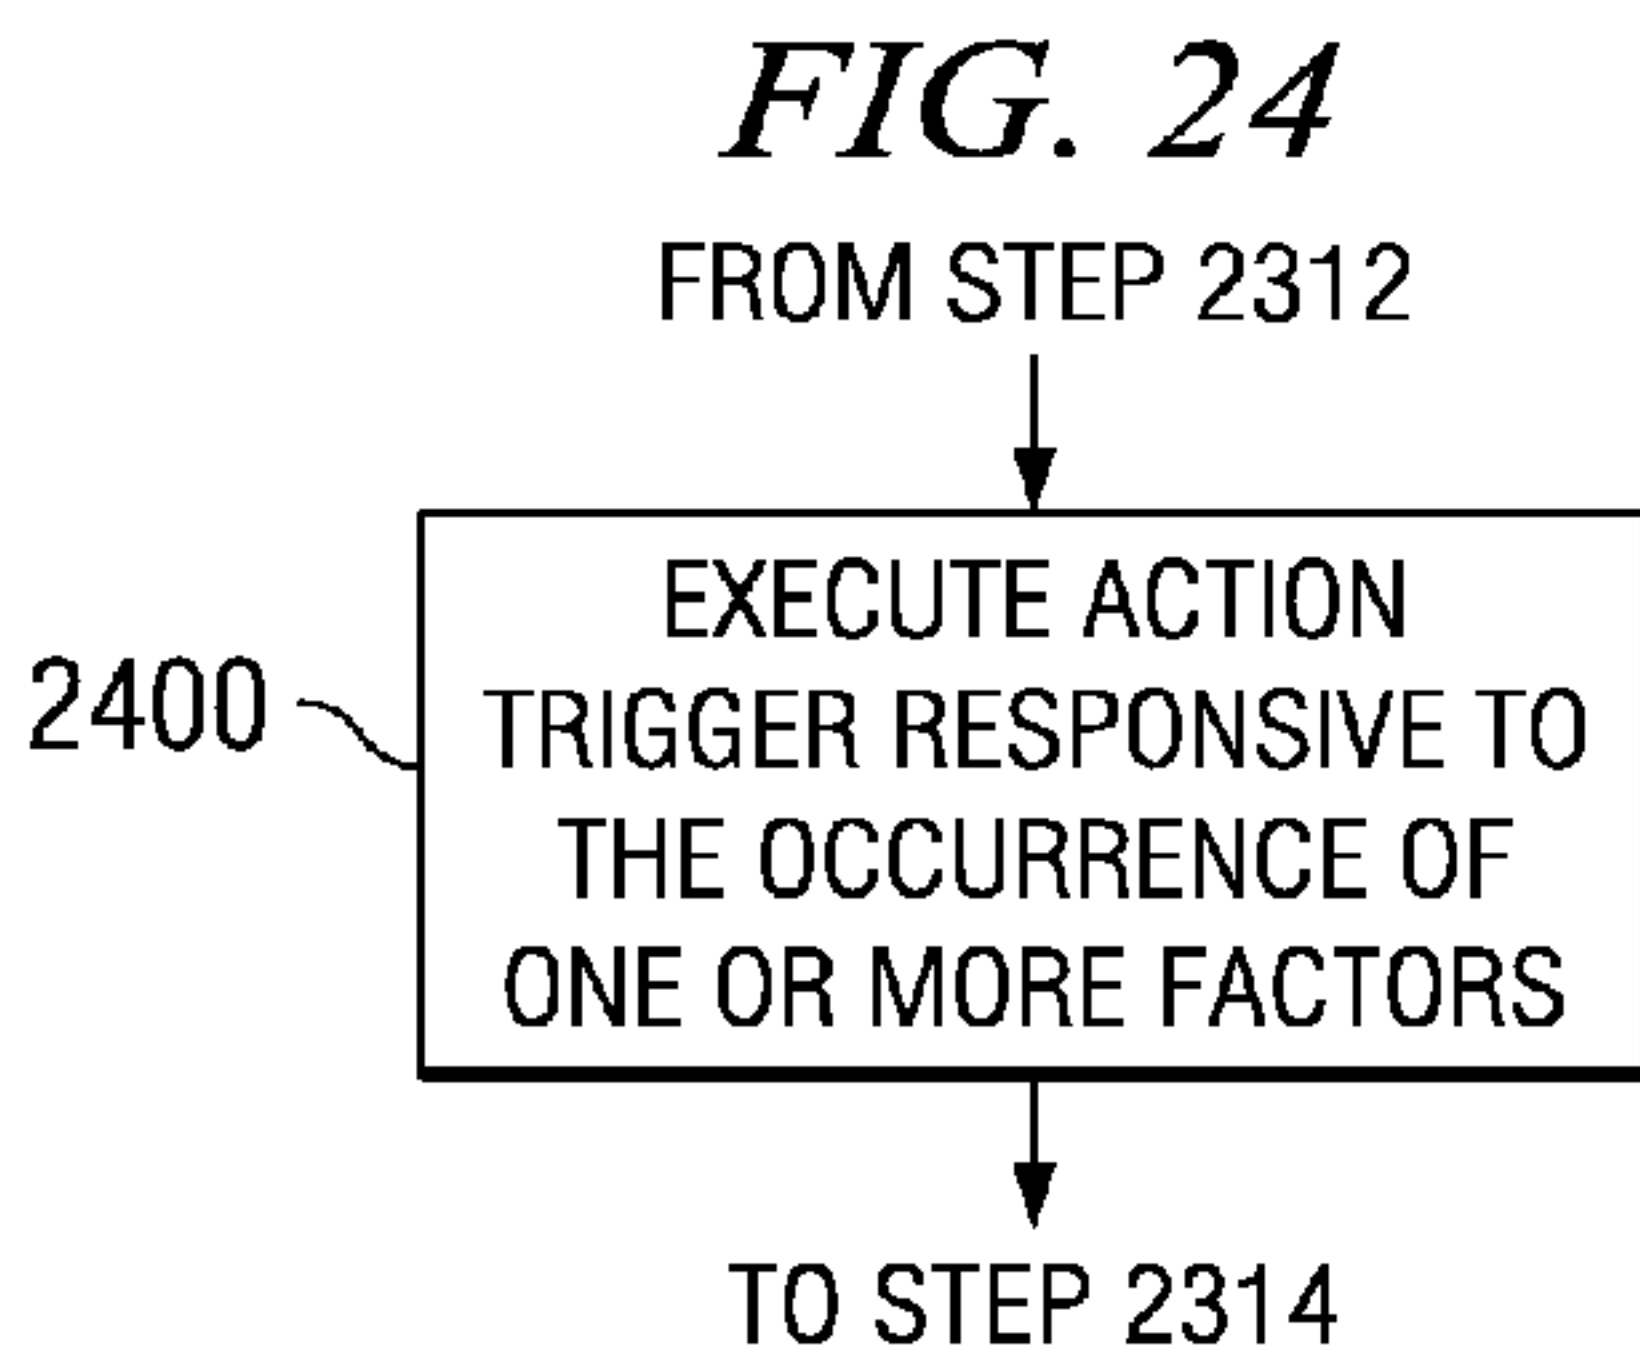 FIG. 24
FROM STEP 2312
EXECUTE ACTION
TRIGGER RESPONSIVE TO
2400
THE OCCURRENCE OF
ONE OR MORE FACTORS
TO STEP 2314